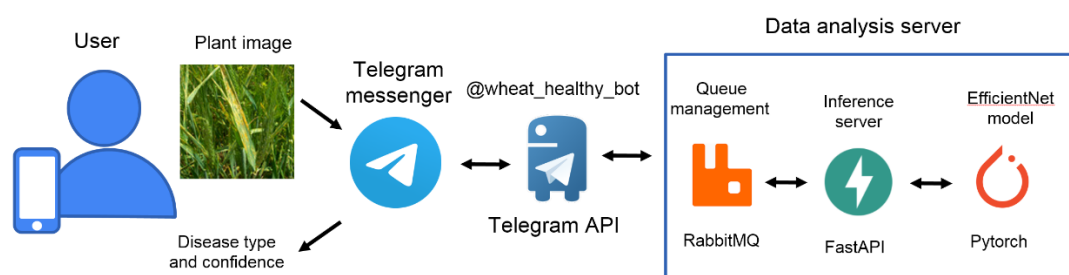 User
Plant image
Telegram
messenger
@wheat_healthy_bot
Telegram API
Disease type
and confidence
Data analysis server
Queue
management
RabbitMQ
Inference
server
FastAPI
EfficientNet
model
Pytorch